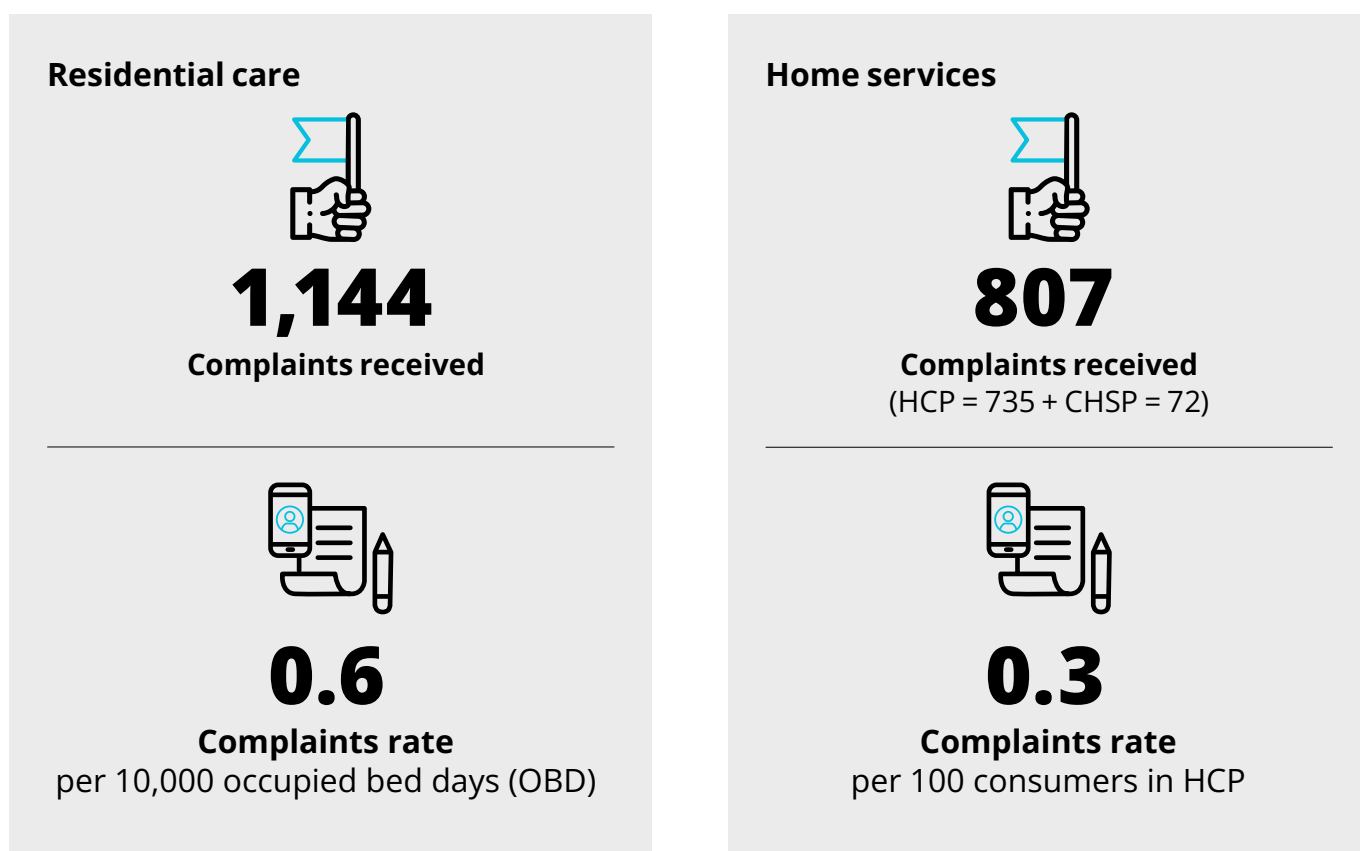 Residential care
1,144
Complaints received
0.6
Complaints rate
per 10,000 occupied bed days (OBD)
Home services
807
Complaints received
(HCP = 735 + CHSP = 72)
0.3
Complaints rate
per 100 consumers in HCP